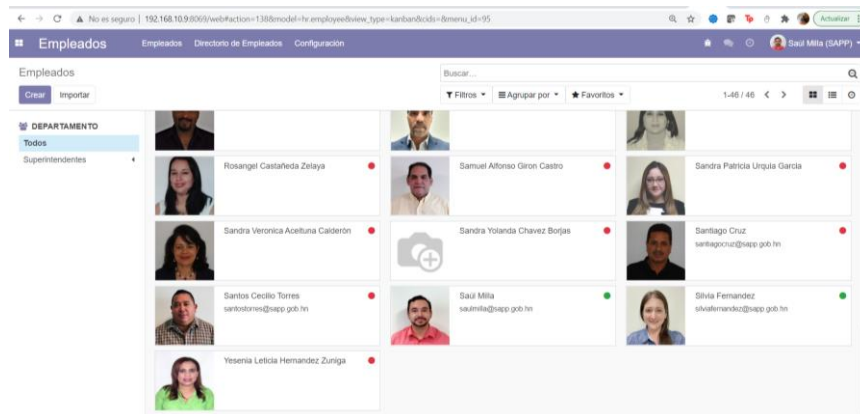 No es seguro | 192.168.10.9:8069/web#action=138&model=hr.employee&view_type=kanban&cids=&menu_id=95
Actualizar
Empleados Empleados Directorio de Empleados Configuración Saúl Milla (SAPP)
Empleados Buscar...
Crear Importar Filtros Agrupar por Favoritos 1-46 / 46
DEPARTAMENTO
Todos
Superintendentes
Rosangel Castañeda Zelaya Samuel Alfonso Giron Castro Sandra Patricia Urquia Garcia
Sandra Veronica Aceituna Calderón Sandra Yolanda Chavez Borjas Santiago Cruz
santiagocruz@sapp.gob.hn
Santos Cecilio Torres Saúl Milla Silvia Fernandez
santostorres@sapp.gob.hn saulmilla@sapp.gob.hn silviafernandez@sapp.gob.hn
Yesenia Leticia Hernandez Zuniga